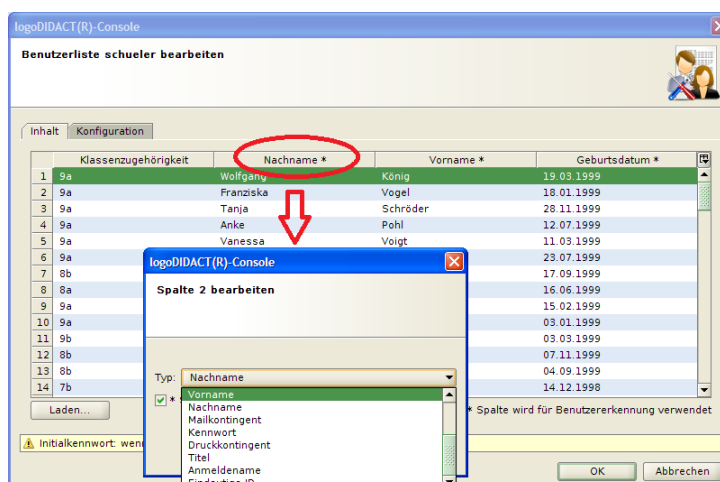 logoDIDACT(R)-Console
Benutzerliste schueler bearbeiten
Inhalt Konfiguration
Klassenzugehörigkeit Nachname * Vorname * Geburtsdatum *
1 9a Wolfgang König 19.03.1999
2 9a Franziska Vogel 18.01.1999
3 9a Tanja Schröder 28.11.1999
4 9a Anke Pohl 12.07.1999
5 9a Vanessa Voigt 11.03.1999
6 9a 23.07.1999
7 8b 17.09.1999
8 8a 16.06.1999
9 9a 15.02.1999
10 9a 03.01.1999
11 9b 03.03.1999
12 8b 07.11.1999
13 8b 04.09.1999
14 7b 14.12.1998
logoDIDACT(R)-Console
Spalte 2 bearbeiten
Typ: Nachname
Vorname
Nachname
Mailkontingent
Kennwort
Druckkontingent
Titel
Anmeldename
Eindeutige ID
*
Laden... * Spalte wird für Benutzererkennung verwendet
Initialkennwort:
OK Abbrechen